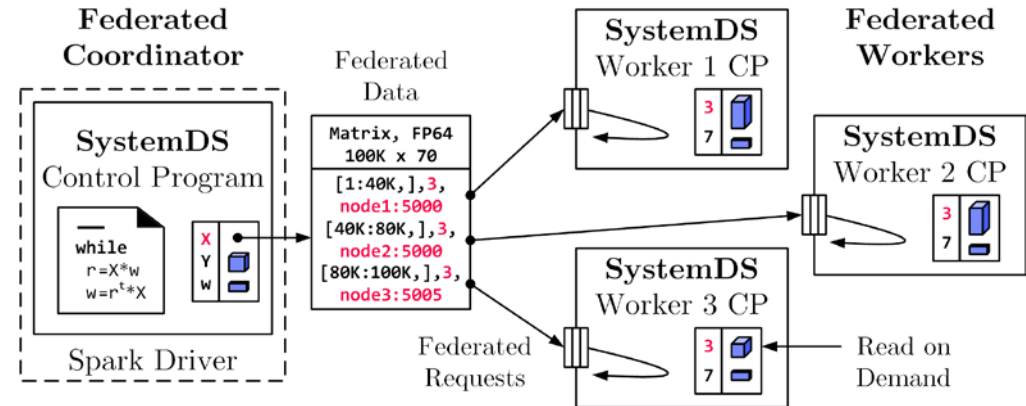 Federated
Coordinator
SystemDS
Control Program
while
r=X*w
w=rᵗ*X
X
Y
w
Spark Driver
Federated
Data
Matrix, FP64
100K x 70
[1:40K,],3,
node1:5000
[40K:80K,],3,
node2:5000
[80K:100K,],3,
node3:5005
Federated
Requests
SystemDS
Worker 1 CP
3
7
Federated
Workers
SystemDS
Worker 2 CP
3
7
SystemDS
Worker 3 CP
3
7
Read on
Demand